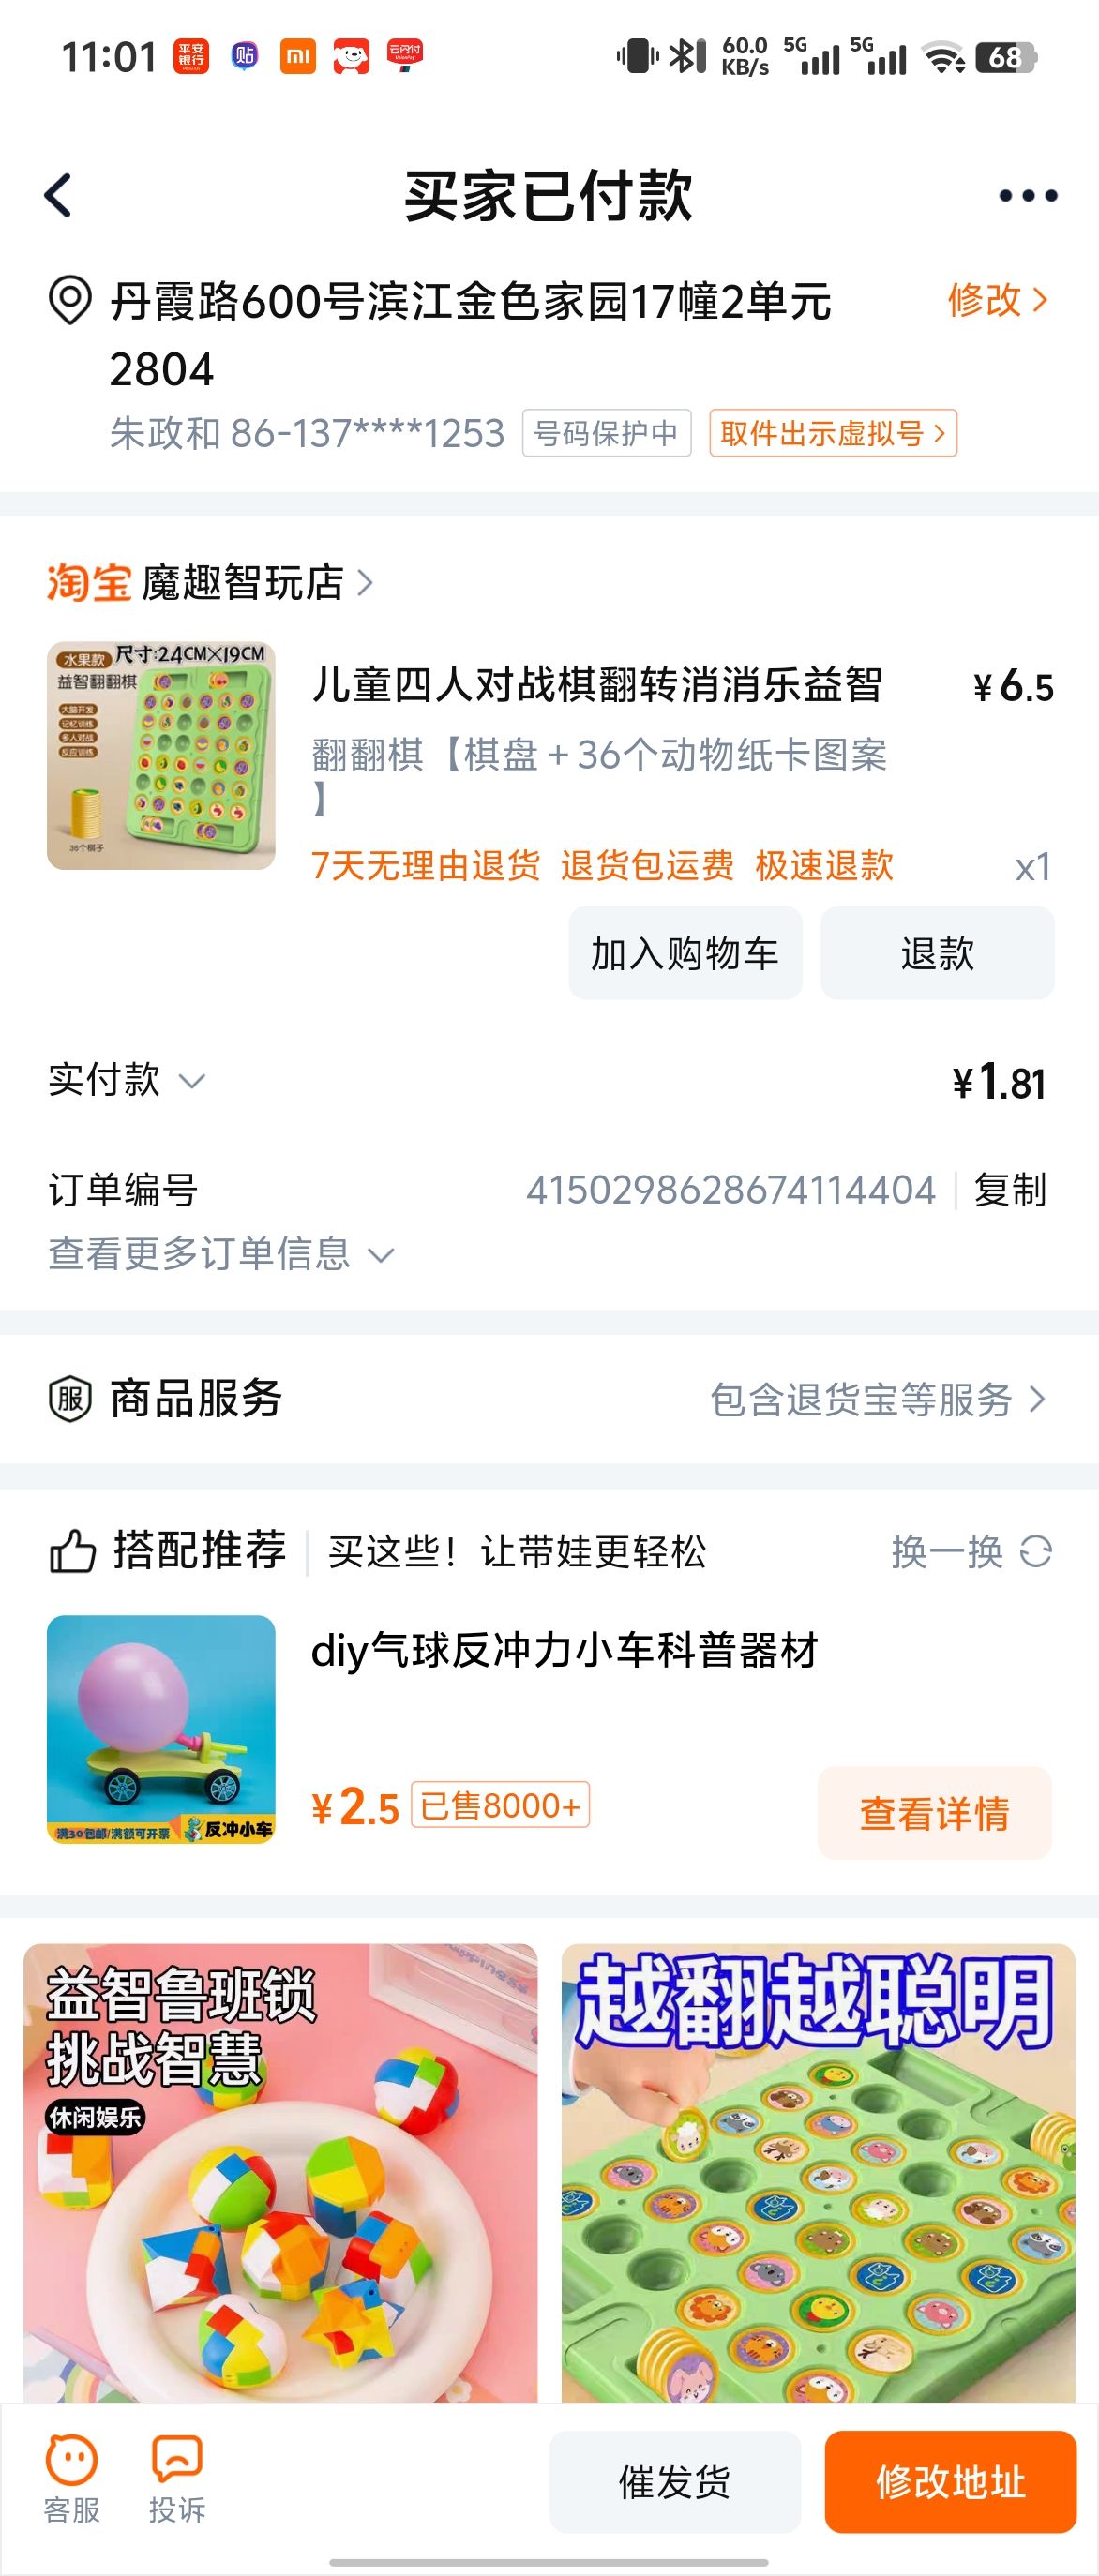 11:01
平安银行
贴
mi
云闪付
60.0 KB/s
5G
5G
68
买家已付款
丹霞路600号滨江金色家园17幢2单元
2804
修改
朱政和 86-137****1253 号码保护中 取件出示虚拟号
淘宝 魔趣智玩店
水果款 尺寸:24CM×19CM
益智翻翻棋
大脑开发
记忆训练
多人对战
反应训练
36个棋子
儿童四人对战棋翻转消消乐益智 ¥6.5
翻翻棋【棋盘+36个动物纸卡图案
】
7天无理由退货 退货包运费 极速退款 x1
加入购物车 退款
实付款 ¥1.81
订单编号 4150298628674114404 复制
查看更多订单信息
服 商品服务 包含退货宝等服务
搭配推荐 买这些！让带娃更轻松 换一换
diy气球反冲力小车科普器材
满30包邮/满额可开票 反冲小车
¥2.5 已售8000+ 查看详情
益智鲁班锁
挑战智慧
休闲娱乐
越翻越聪明
客服 投诉 催发货 修改地址